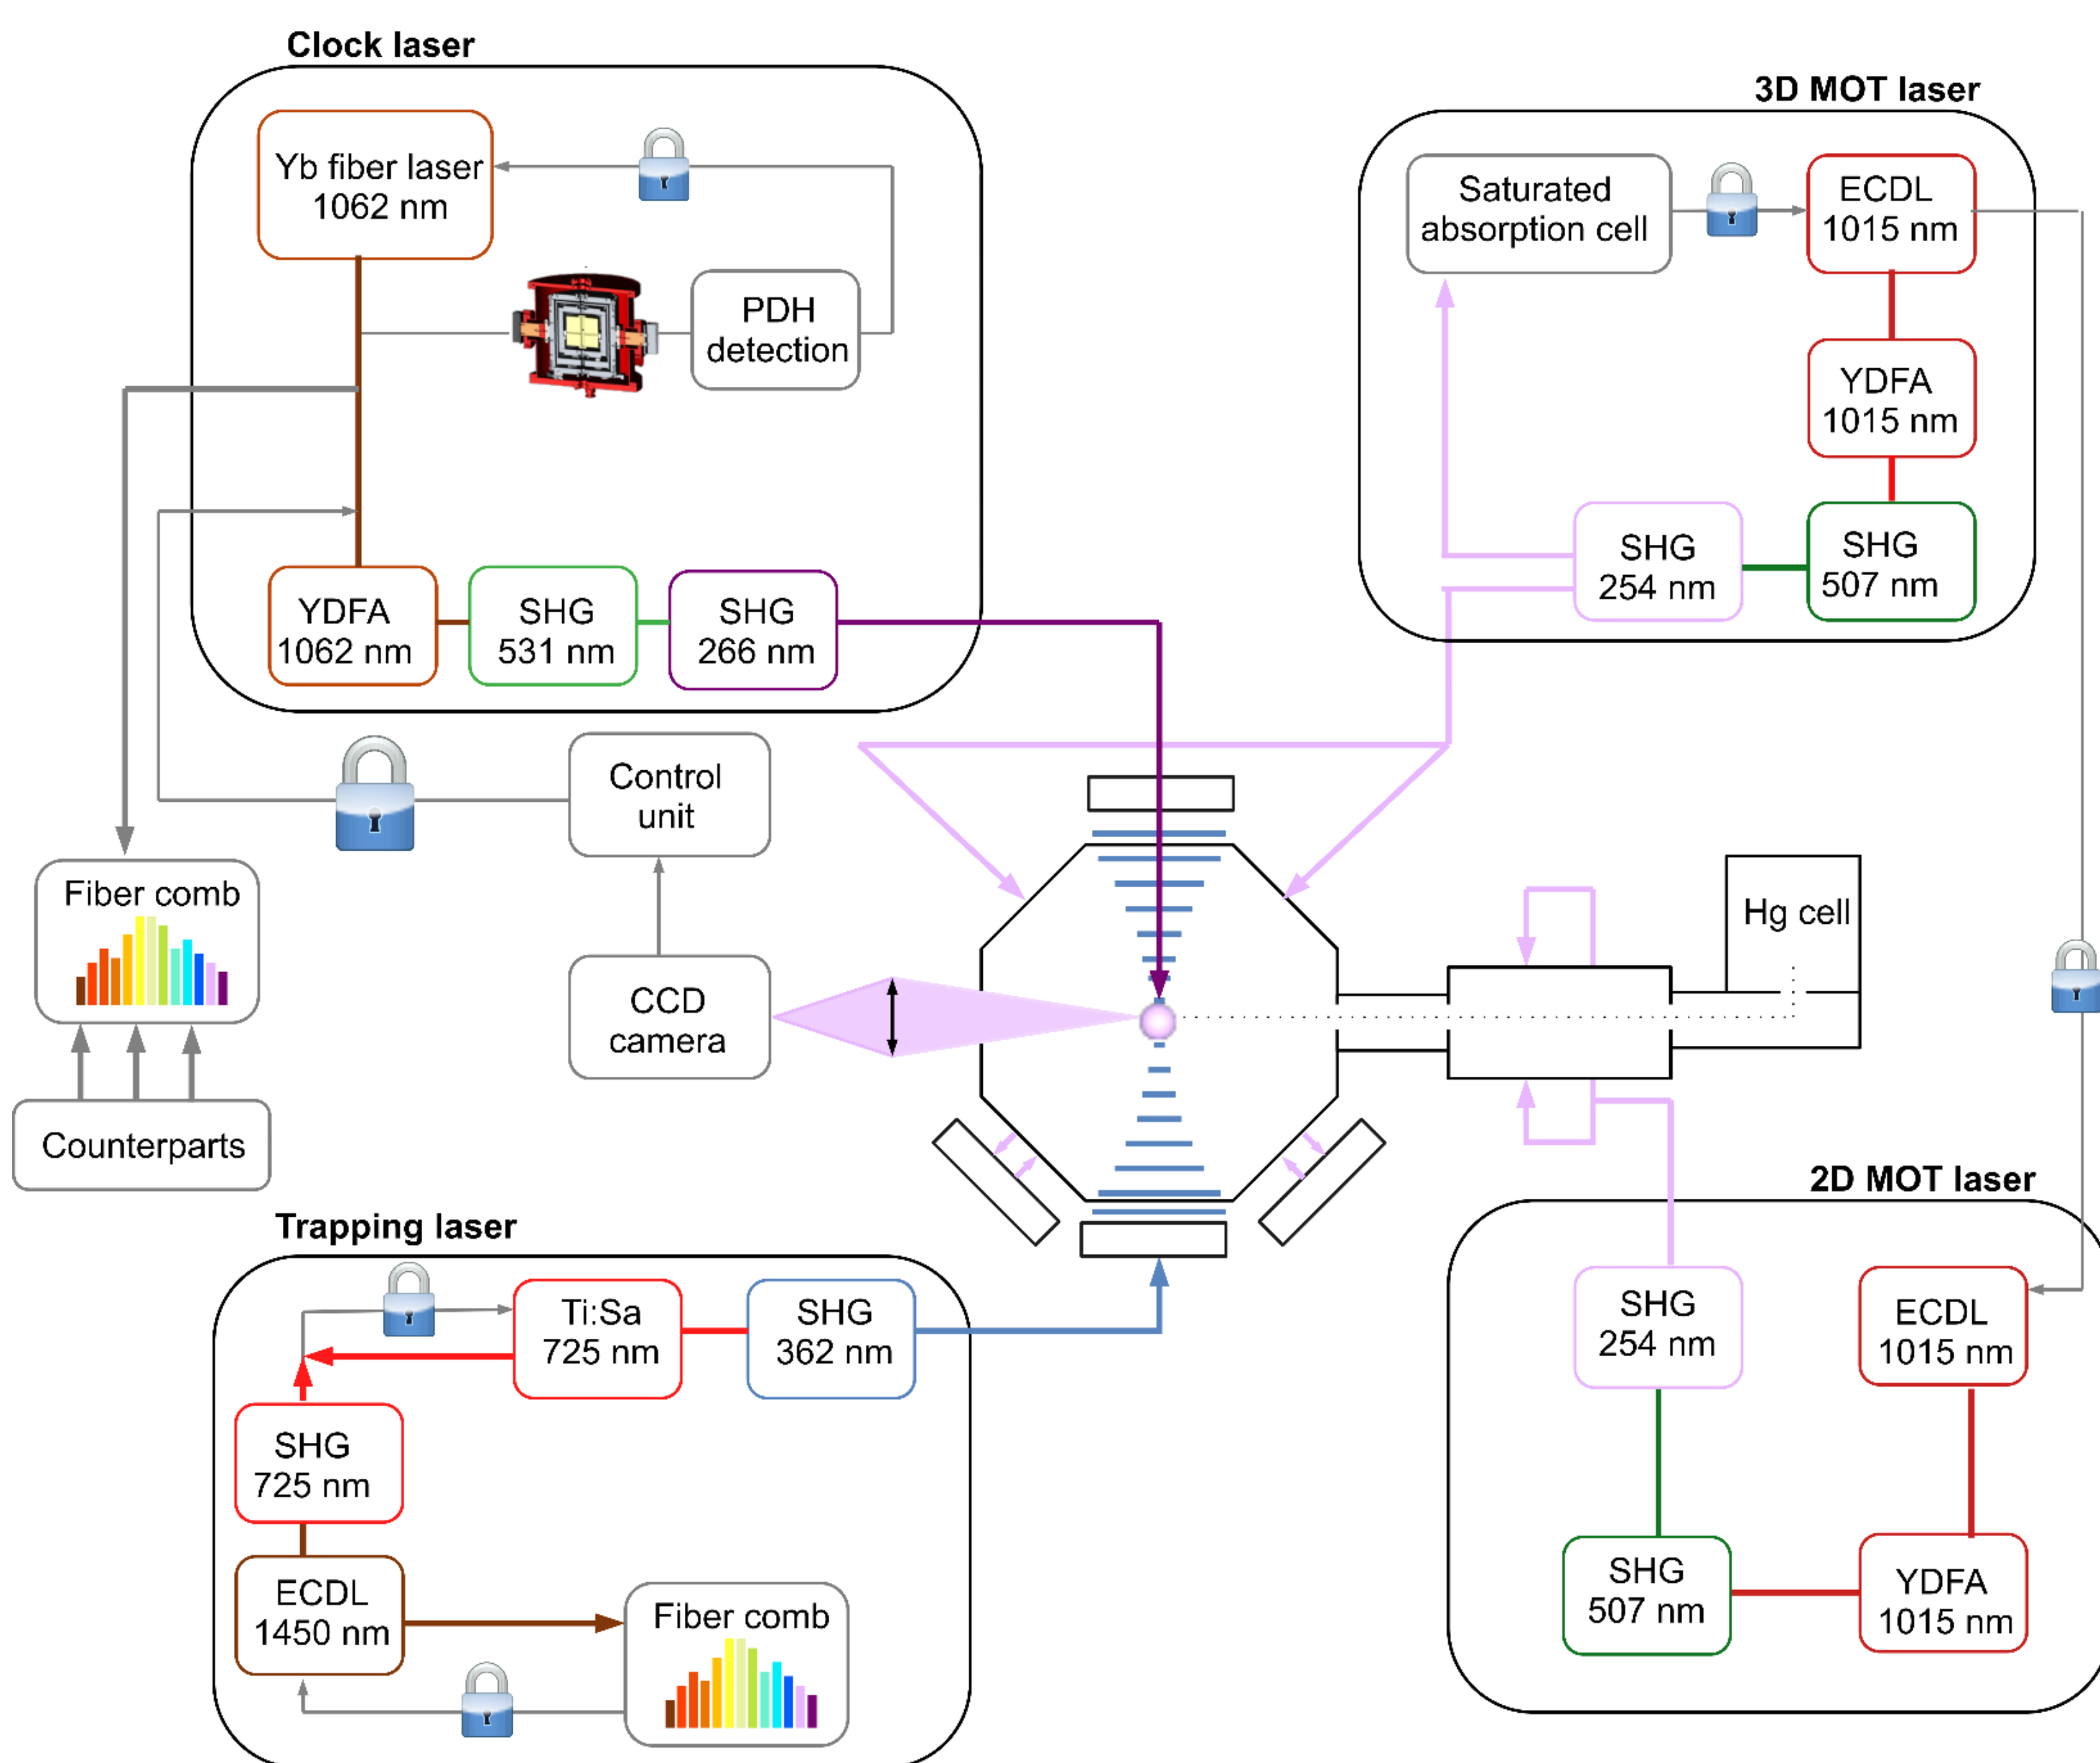 Clock laser
Yb fiber laser
1062 nm
PDH
detection
YDFA
1062 nm
SHG
531 nm
SHG
266 nm
3D MOT laser
Saturated
absorption cell
ECDL
1015 nm
YDFA
1015 nm
SHG
254 nm
SHG
507 nm
Control
unit
Fiber comb
CCD
camera
Counterparts
Hg cell
Trapping laser
Ti:Sa
725 nm
SHG
362 nm
SHG
725 nm
ECDL
1450 nm
Fiber comb
2D MOT laser
SHG
254 nm
ECDL
1015 nm
SHG
507 nm
YDFA
1015 nm